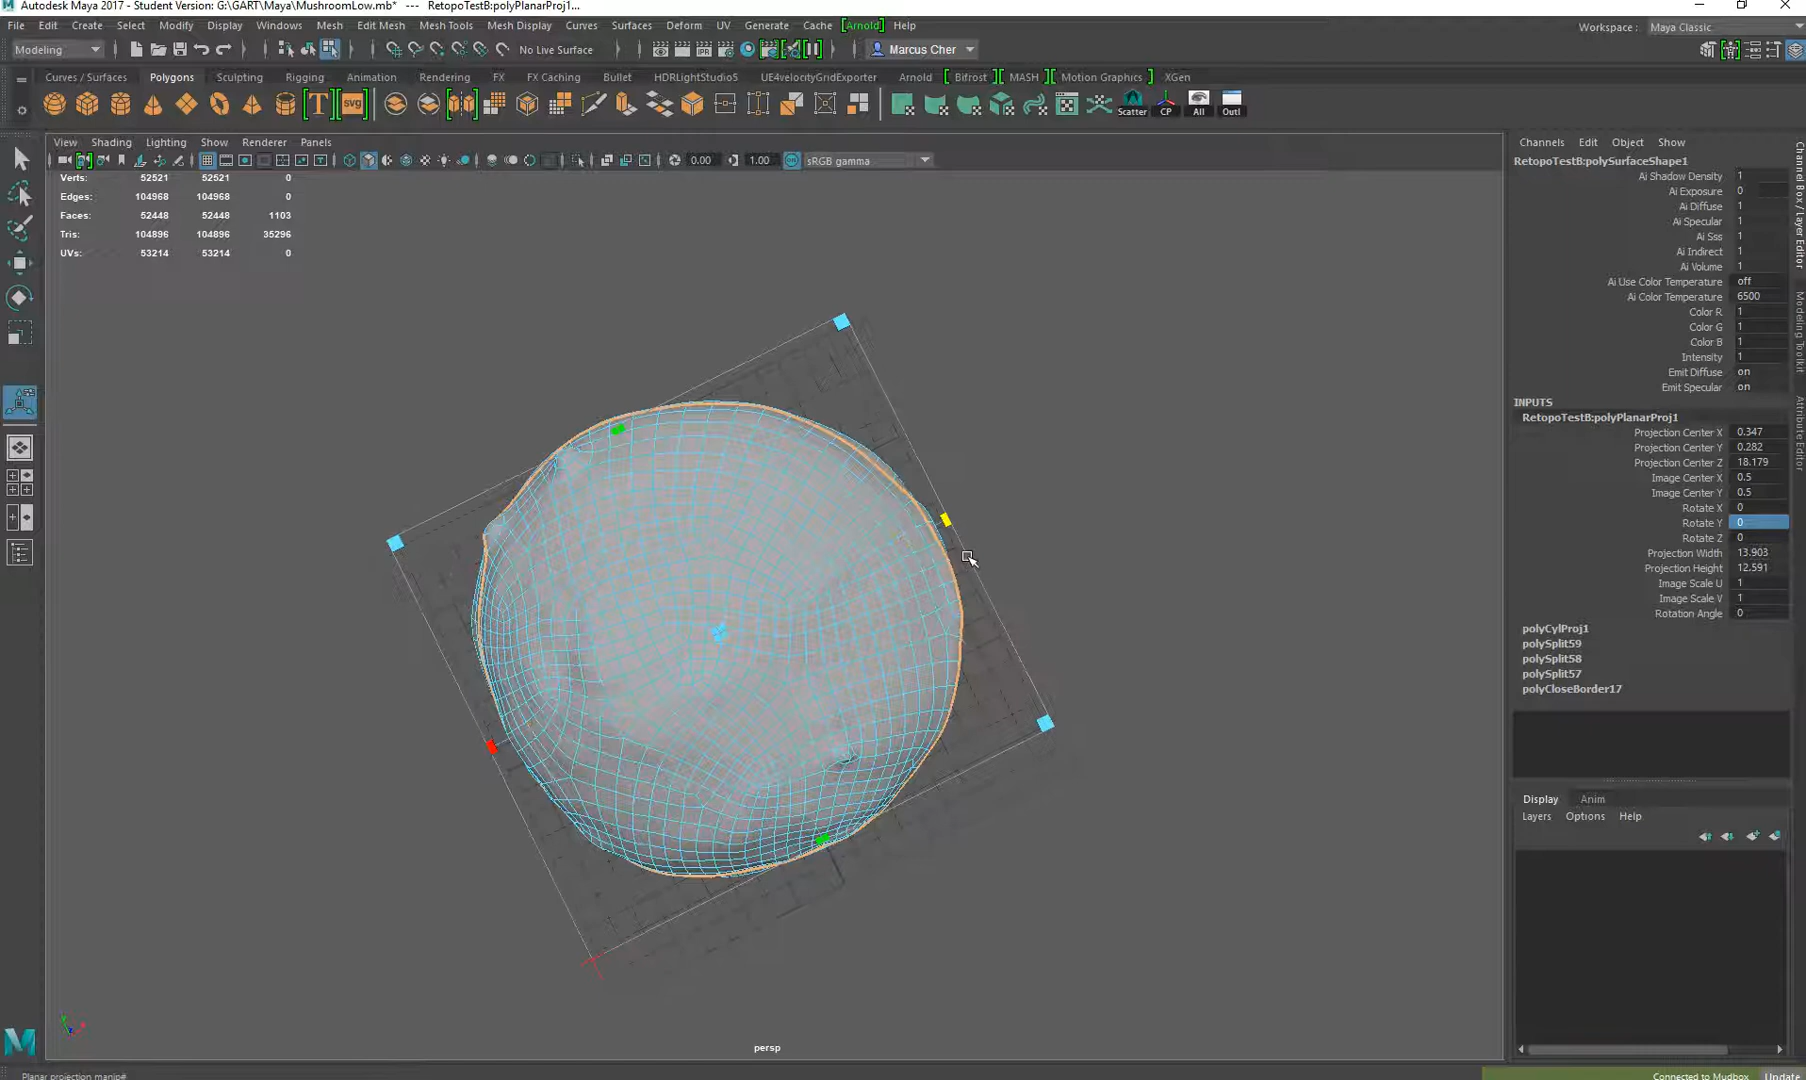 Autodesk Maya 2017 - Student Version: G:\GART\Maya\MushroomLow.mb* --- RetopoTestB:polyPlanarProj1...
File Edit Create Select Modify Display Windows Mesh Edit Mesh Mesh Tools Mesh Display Curves Surfaces Deform UV Generate Cache [Arnold] Help
Workspace : Maya Classic
Modeling No Live Surface Marcus Cher
Curves / Surfaces Polygons Sculpting Rigging Animation Rendering FX FX Caching Bullet HDRLightStudio5 UE4velocityGridExporter Arnold Bifrost MASH Motion Graphics XGen
T svg Scatter CP All Outl
View Shading Lighting Show Renderer Panels
0.00 1.00 sRGB gamma
Verts: 52521 52521 0
Edges: 104968 104968 0
Faces: 52448 52448 1103
Tris: 104896 104896 35296
UVs: 53214 53214 0
persp
Channels Edit Object Show
RetopoTestB:polySurfaceShape1
Ai Shadow Density 1
Ai Exposure 0
Ai Diffuse 1
Ai Specular 1
Ai Sss 1
Ai Indirect 1
Ai Volume 1
Ai Use Color Temperature off
Ai Color Temperature 6500
Color R 1
Color G 1
Color B 1
Intensity 1
Emit Diffuse on
Emit Specular on
INPUTS
RetopoTestB:polyPlanarProj1
Projection Center X 0.347
Projection Center Y 0.282
Projection Center Z 18.179
Image Center X 0.5
Image Center Y 0.5
Rotate X 0
Rotate Y 0
Rotate Z 0
Projection Width 13.903
Projection Height 12.591
Image Scale U 1
Image Scale V 1
Rotation Angle 0
polyCylProj1
polySplit59
polySplit58
polySplit57
polyCloseBorder17
Display Anim
Layers Options Help
Channel Box / Layer Editor
Modeling Toolkit
Attribute Editor
Planar projection manip#
Connected to Mudbox Update